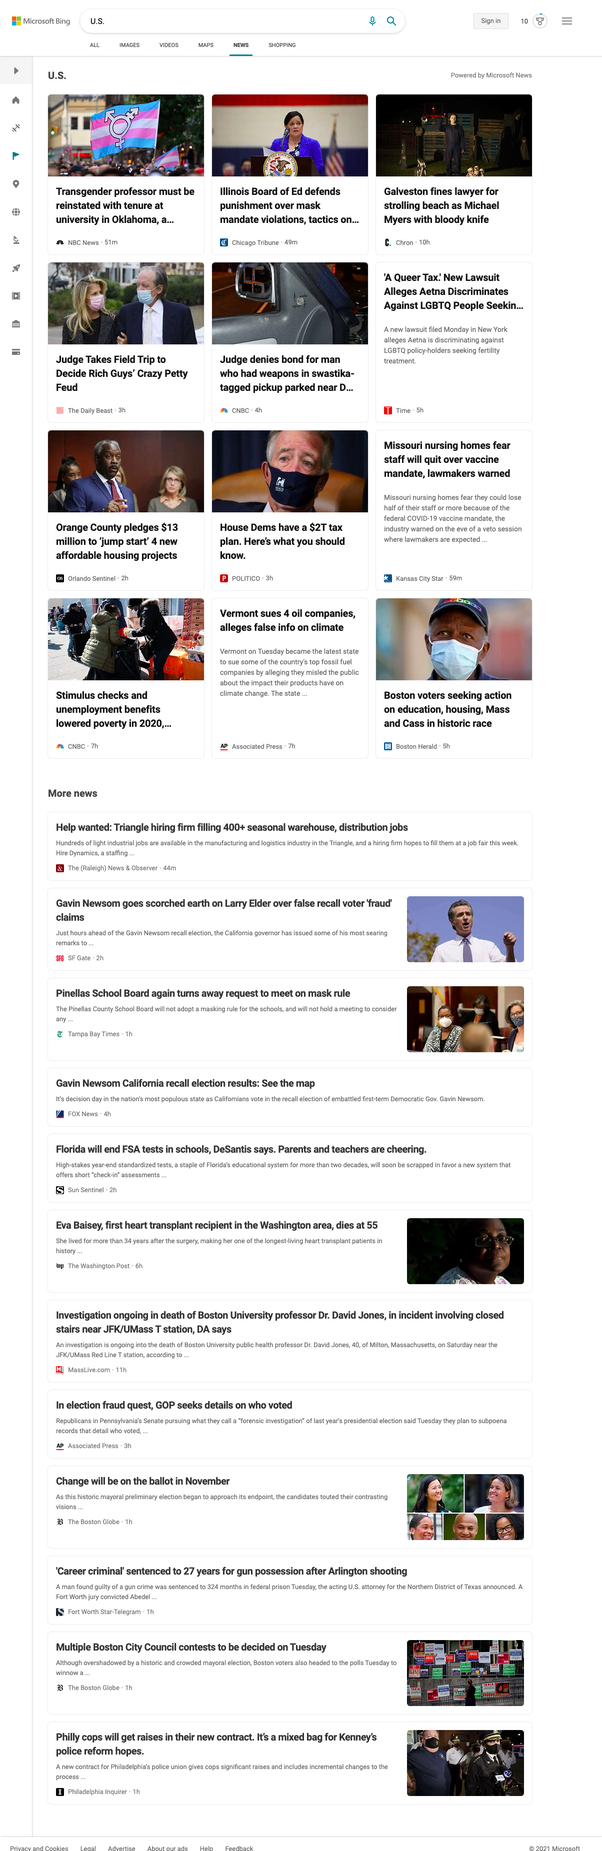 Microsoft Bing
U.S.
Sign in
10
ALL
IMAGES
VIDEOS
MAPS
NEWS
SHOPPING
U.S.
Powered by Microsoft News
Transgender professor must be
reinstated with tenure at
university in Oklahoma, a...
NBC News · 51m
Illinois Board of Ed defends
punishment over mask
mandate violations, tactics on...
Chicago Tribune · 49m
Galveston fines lawyer for
strolling beach as Michael
Myers with bloody knife
Chron · 10h
Judge Takes Field Trip to
Decide Rich Guys' Crazy Petty
Feud
The Daily Beast · 3h
Judge denies bond for man
who had weapons in swastika-
tagged pickup parked near D...
CNBC · 4h
'A Queer Tax.' New Lawsuit
Alleges Aetna Discriminates
Against LGBTQ People Seekin...
A new lawsuit filed Monday in New York
alleges Aetna is discriminating against
LGBTQ policy-holders seeking fertility
treatment.
Time · 5h
Orange County pledges $13
million to 'jump start' 4 new
affordable housing projects
Orlando Sentinel · 2h
House Dems have a $2T tax
plan. Here's what you should
know.
POLITICO · 3h
Missouri nursing homes fear
staff will quit over vaccine
mandate, lawmakers warned
Missouri nursing homes fear they could lose
half of their staff or more because of the
federal COVID-19 vaccine mandate, the
industry warned on the eve of a veto session
where lawmakers are expected ...
Kansas City Star · 59m
Stimulus checks and
unemployment benefits
lowered poverty in 2020,...
CNBC · 7h
Vermont sues 4 oil companies,
alleges false info on climate
Vermont on Tuesday became the latest state
to sue some of the country's top fossil fuel
companies by alleging they misled the public
about the impact their products have on
climate change. The state ...
AP Associated Press · 7h
Boston voters seeking action
on education, housing, Mass
and Cass in historic race
Boston Herald · 5h
More news
Help wanted: Triangle hiring firm filling 400+ seasonal warehouse, distribution jobs
Hundreds of light industrial jobs are available in the manufacturing and logistics industry in the Triangle, and a hiring firm hopes to fill them at a job fair this week.
Hire Dynamics, a staffing ...
The (Raleigh) News & Observer · 44m
Gavin Newsom goes scorched earth on Larry Elder over false recall voter 'fraud'
claims
Just hours ahead of the Gavin Newsom recall election, the California governor has issued some of his most searing
remarks to ...
SF Gate · 2h
Pinellas School Board again turns away request to meet on mask rule
The Pinellas County School Board will not adopt a masking rule for the schools, and will not hold a meeting to consider
any ...
Tampa Bay Times · 1h
Gavin Newsom California recall election results: See the map
It's decision day in the nation's most populous state as Californians vote in the recall election of embattled first-term Democratic Gov. Gavin Newsom.
FOX News · 4h
Florida will end FSA tests in schools, DeSantis says. Parents and teachers are cheering.
High-stakes year-end standardized tests, a staple of Florida's educational system for more than two decades, will soon be scrapped in favor a new system that
offers short "check-in" assessments ...
Sun Sentinel · 2h
Eva Baisey, first heart transplant recipient in the Washington area, dies at 55
She lived for more than 34 years after the surgery, making her one of the longest-living heart transplant patients in
history ...
wp The Washington Post · 6h
Investigation ongoing in death of Boston University professor Dr. David Jones, in incident involving closed
stairs near JFK/UMass T station, DA says
An investigation is ongoing into the death of Boston University public health professor Dr. David Jones, 40, of Milton, Massachusetts, on Saturday near the
JFK/UMass Red Line T station, according to ...
MassLive.com · 11h
In election fraud quest, GOP seeks details on who voted
Republicans in Pennsylvania's Senate pursuing what they call a "forensic investigation" of last year's presidential election said Tuesday they plan to subpoena
records that detail who voted, ...
AP Associated Press · 3h
Change will be on the ballot in November
As this historic mayoral preliminary election began to approach its endpoint, the candidates touted their contrasting
visions ...
B The Boston Globe · 1h
'Career criminal' sentenced to 27 years for gun possession after Arlington shooting
A man found guilty of a gun crime was sentenced to 324 months in federal prison Tuesday, the acting U.S. attorney for the Northern District of Texas announced. A
Fort Worth jury convicted Abedel ...
Fort Worth Star-Telegram · 1h
Multiple Boston City Council contests to be decided on Tuesday
Although overshadowed by a historic and crowded mayoral election, Boston voters also headed to the polls Tuesday to
winnow a ...
B The Boston Globe · 1h
Philly cops will get raises in their new contract. It's a mixed bag for Kenney's
police reform hopes.
A new contract for Philadelphia's police union gives cops significant raises and includes incremental changes to the
process ...
Philadelphia Inquirer · 1h
Privacy and Cookies
Legal
Advertise
About our ads
Help
Feedback
© 2021 Microsoft